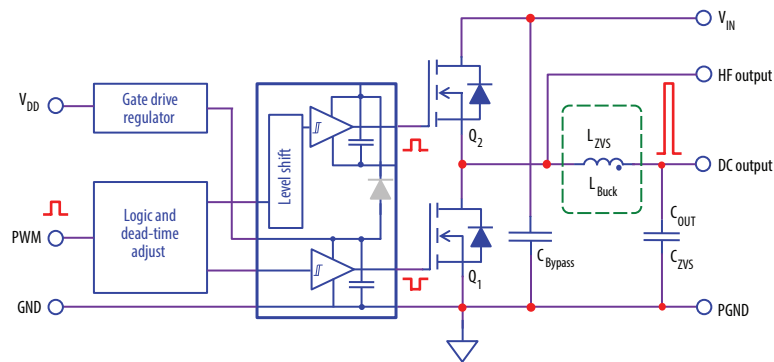 V_IN
HF output
V_DD
Gate drive
regulator
Level shift
Q_2
L_ZVS
L_Buck
DC output
PWM
Logic and
dead-time
adjust
C_OUT
C_ZVS
C_Bypass
Q_1
GND
PGND